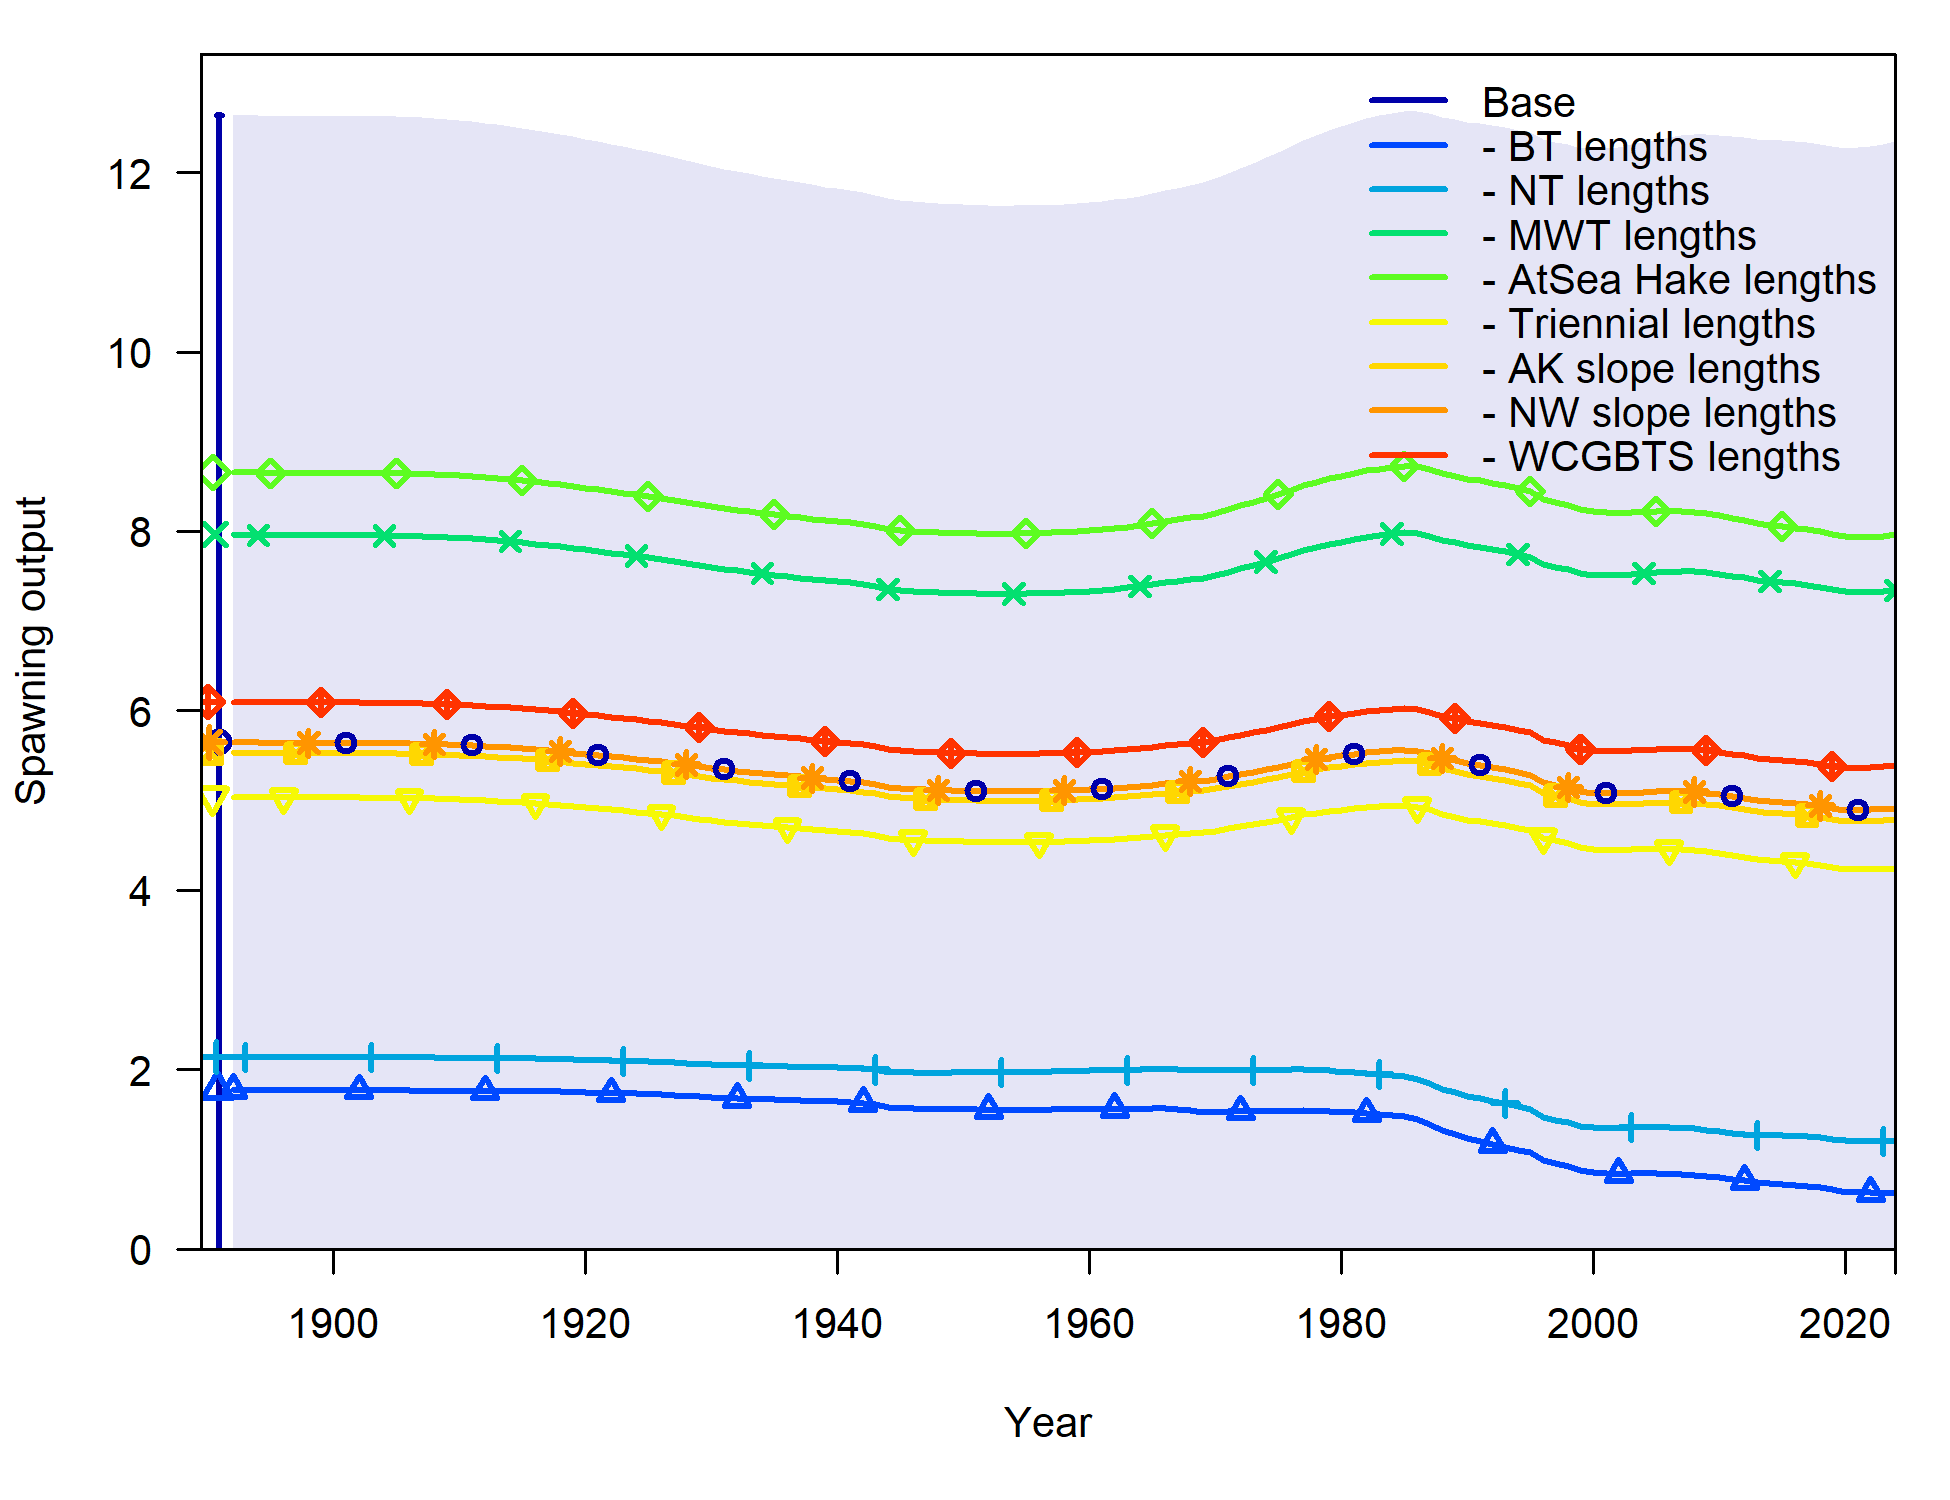 Base
- BT lengths
- NT lengths
- MWT lengths
- AtSea Hake lengths
- Triennial lengths
- AK slope lengths
- NW slope lengths
- WCGBTS lengths
Spawning output
12
10
8
6
4
2
0
1900 1920 1940 1960 1980 2000 2020
Year